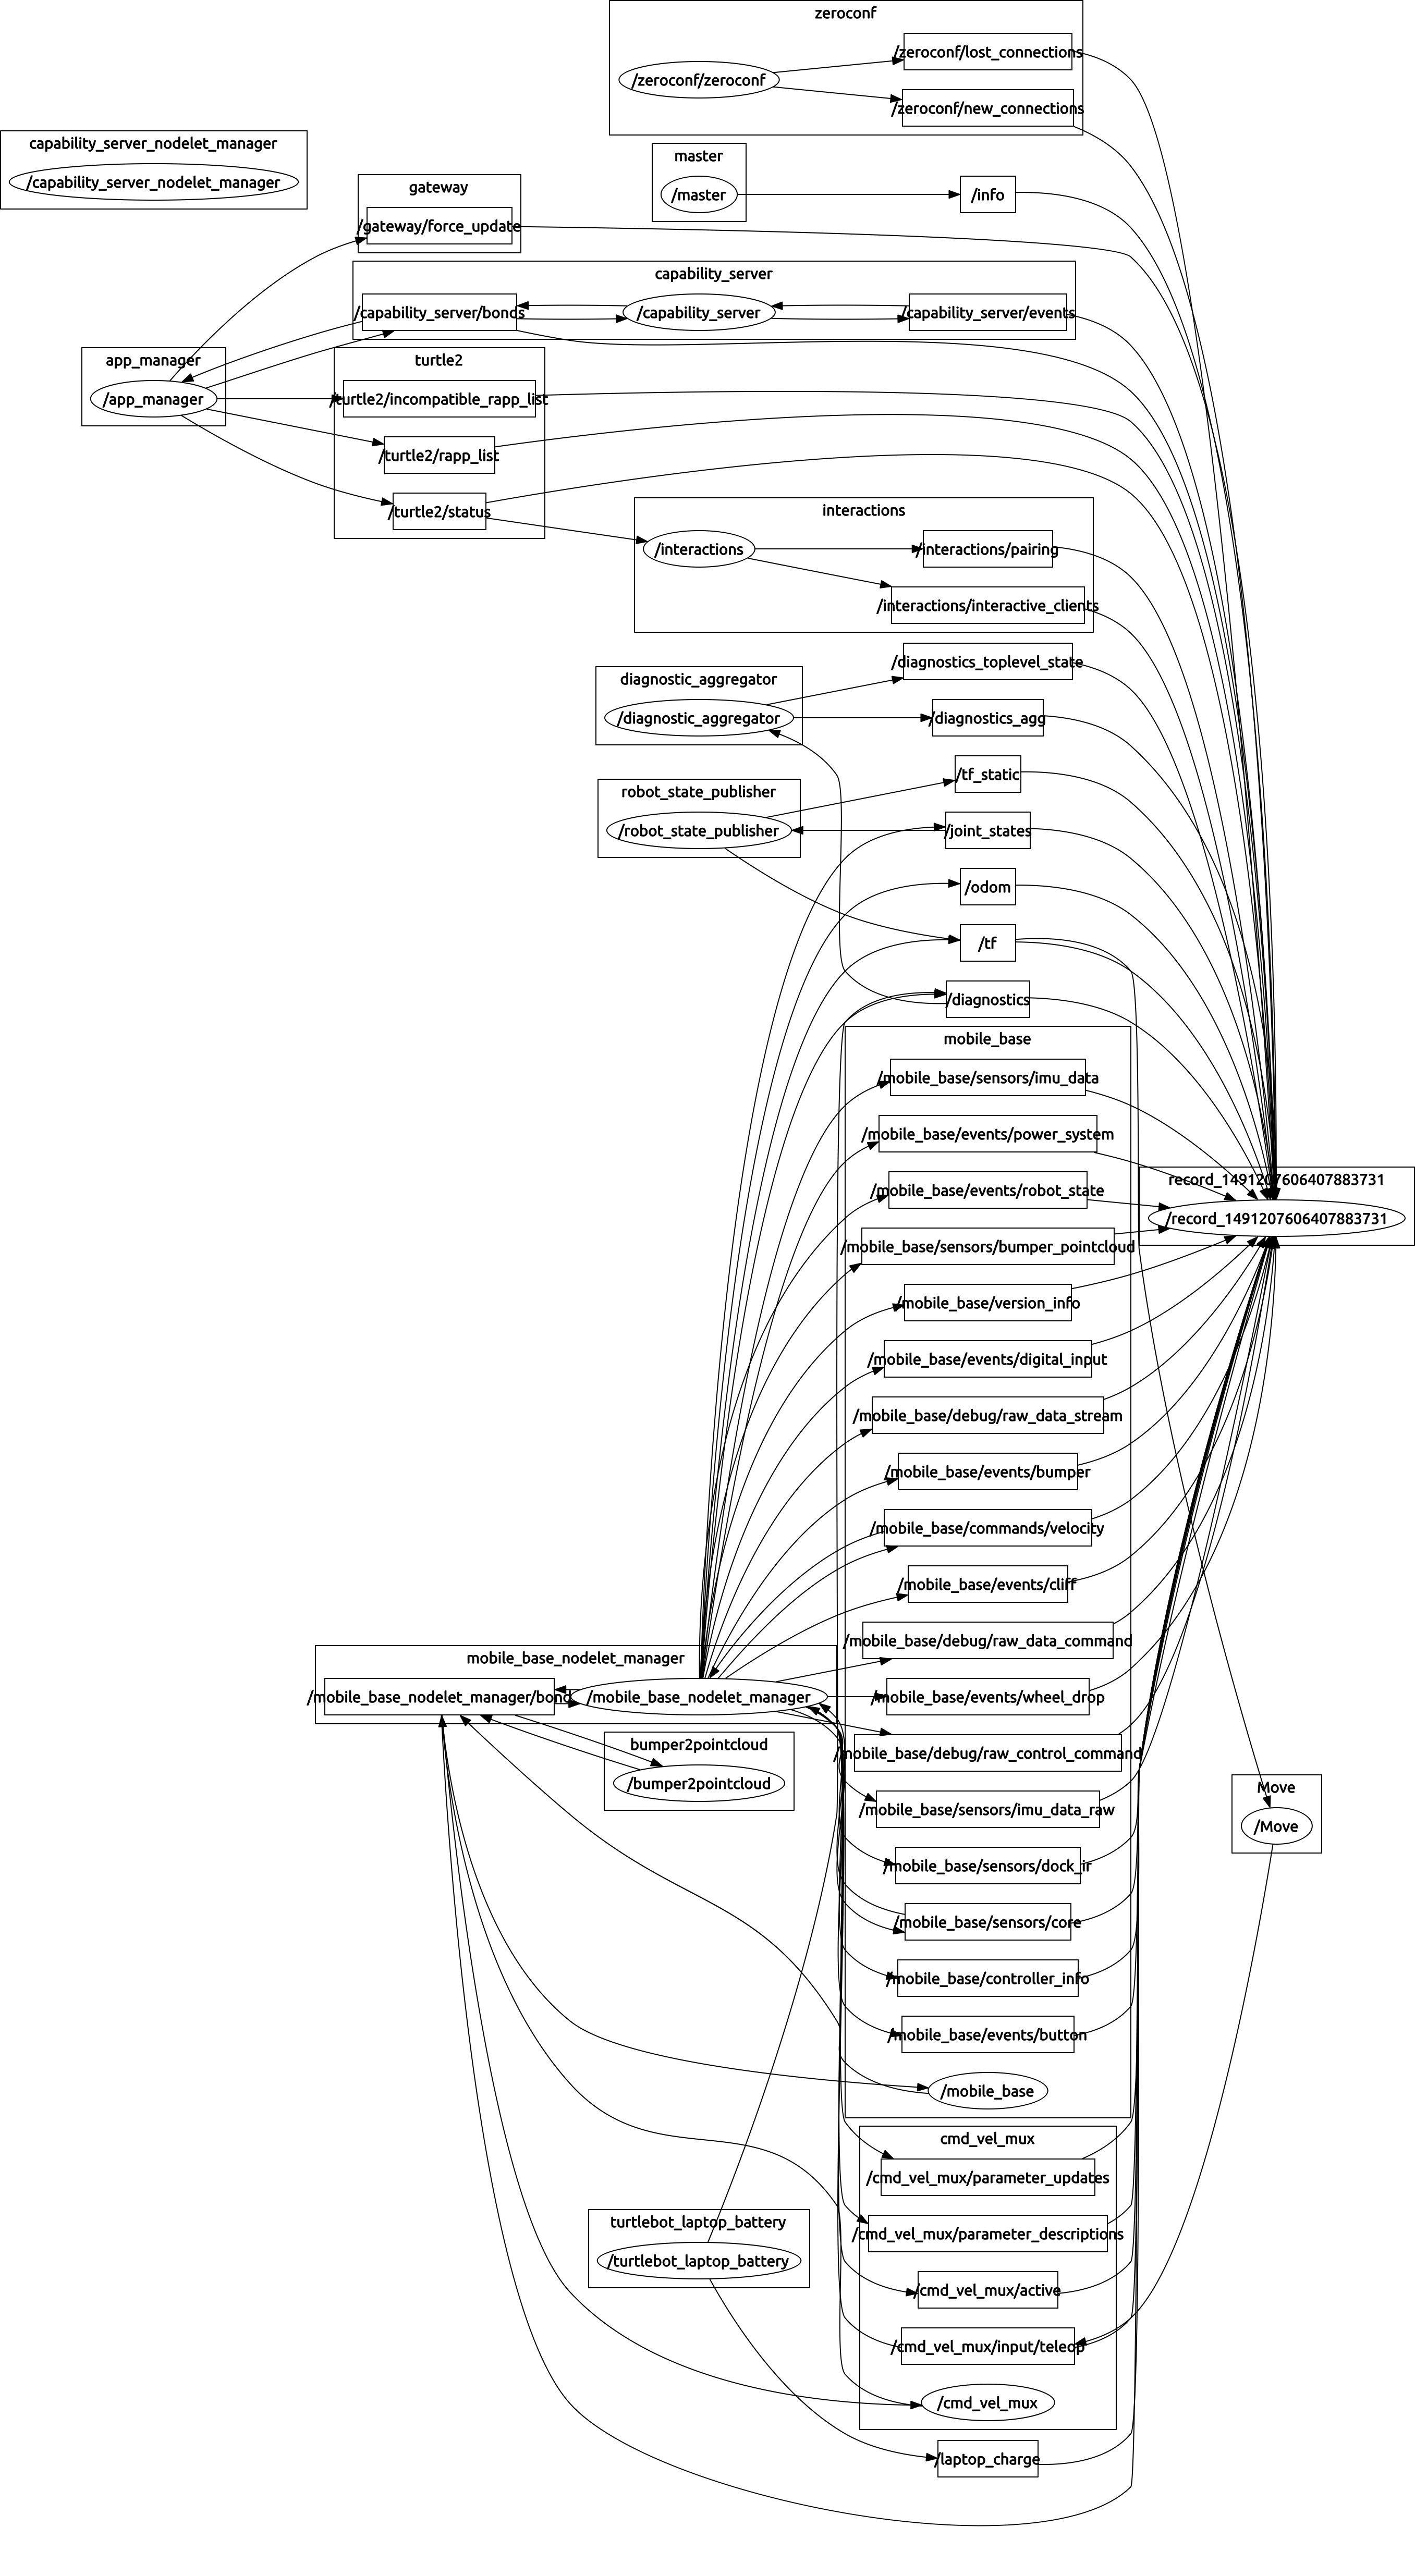 zeroconf
/zeroconf/lost_connections
/zeroconf/zeroconf
/zeroconf/new_connections
capability_server_nodelet_manager
/capability_server_nodelet_manager
master
/master
/info
gateway
/gateway/force_update
capability_server
/capability_server/bonds
/capability_server
/capability_server/events
app_manager
/app_manager
turtle2
/turtle2/incompatible_rapp_list
/turtle2/rapp_list
/turtle2/status
interactions
/interactions
/interactions/pairing
/interactions/interactive_clients
/diagnostics_toplevel_state
diagnostic_aggregator
/diagnostic_aggregator
/diagnostics_agg
/tf_static
robot_state_publisher
/robot_state_publisher
/joint_states
/odom
/tf
/diagnostics
mobile_base
/mobile_base/sensors/imu_data
/mobile_base/events/power_system
/mobile_base/events/robot_state
record_1491207606407883731
/record_1491207606407883731
/mobile_base/sensors/bumper_pointcloud
/mobile_base/version_info
/mobile_base/events/digital_input
/mobile_base/debug/raw_data_stream
/mobile_base/events/bumper
/mobile_base/commands/velocity
/mobile_base/events/cliff
/mobile_base/debug/raw_data_command
mobile_base_nodelet_manager
/mobile_base_nodelet_manager/bond
/mobile_base_nodelet_manager
/mobile_base/events/wheel_drop
bumper2pointcloud
/bumper2pointcloud
/mobile_base/debug/raw_control_command
Move
/Move
/mobile_base/sensors/imu_data_raw
/mobile_base/sensors/dock_ir
/mobile_base/sensors/core
/mobile_base/controller_info
/mobile_base/events/button
/mobile_base
cmd_vel_mux
/cmd_vel_mux/parameter_updates
turtlebot_laptop_battery
/turtlebot_laptop_battery
/cmd_vel_mux/parameter_descriptions
/cmd_vel_mux/active
/cmd_vel_mux/input/teleop
/cmd_vel_mux
/laptop_charge